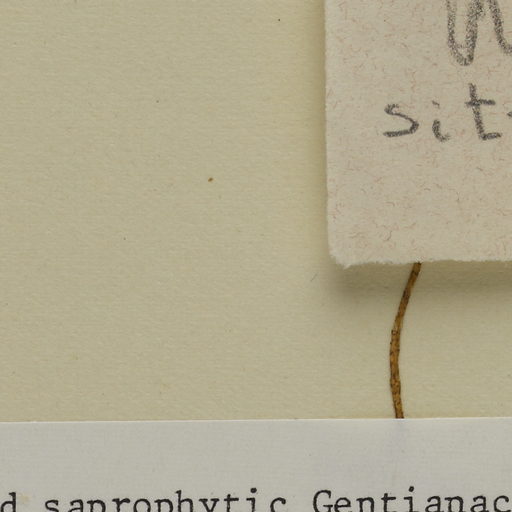 sit
d saprophytic Gentianac